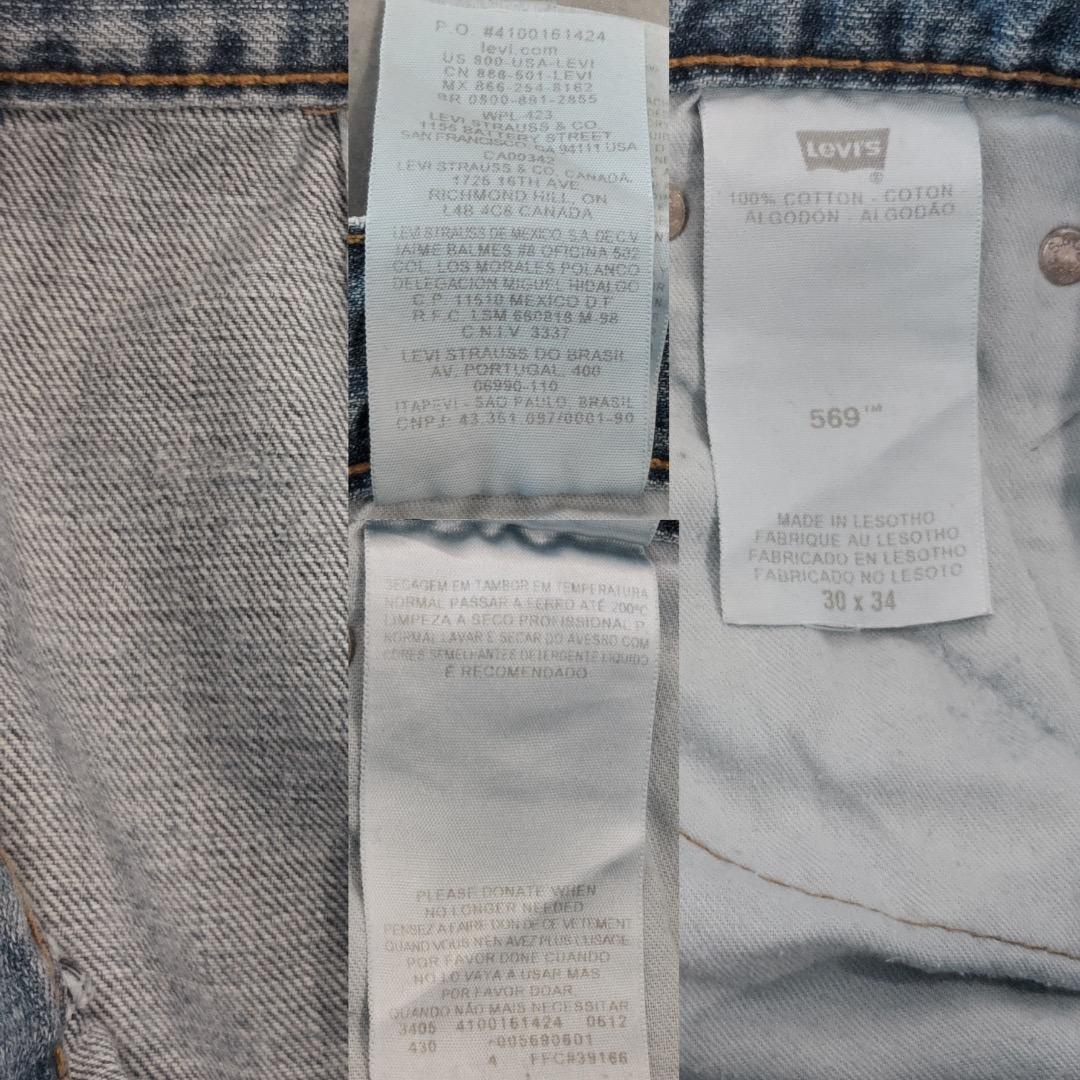 P.O. #4100161424
levi.com
US 800-USA-LEVI
CN 866-601-LEVI
MX 866-254-8162
BR 0800-891-2855
WPL 423
LEVI STRAUSS & CO.
1155 BATTERY STREET
SAN FRANCISCO, CA 94111 USA
CA00342
LEVI STRAUSS & CO. CANADA.
1725 16TH AVE
RICHMOND HILL, ON
L4B 4C6 CANADA
LEVI STRAUSS DE MEXICO, S.A. DE C.V
JAIME BALMES #8 OFICINA 502
COL. LOS MORALES POLANCO
DELEGACION MIGUEL HIDALGO
C.P. 11510 MEXICO D F
R.F.C. LSM 660816 M-98
C N.I.V. 3337
LEVI STRAUSS DO BRASIL
AV. PORTUGAL, 400
06990-110
ITAPEVI - SAO PAULO, BRASIL
CNPJ: 43.351.097/0001-90
SECAGEM EM TAMBOR EM TEMPERATURA
NORMAL PASSAR A FERRO ATÉ 200ºC
LIMPEZA A SECO PROFISSIONAL P
NORMAL LAVAR E SECAR DO AVESSO COM
CORES SEMELHANTES DETERGENTE LIQUIDO
É RECOMENDADO
PLEASE DONATE WHEN
NO LONGER NEEDED
PENSEZ A FAIRE DON DE CE VETEMENT
QUAND VOUS N'EN AVEZ PLUS L'USAGE
POR FAVOR DONE CUANDO
NO LO VAYA A USAR MAS
POR FAVOR DOAR
QUANDO NÃO MAIS NECESSITAR
3405 4100161424 0612
430 -005690601
4 FFC#39166
LEVI'S
®
100% COTTON - COTON
ALGODON - ALGODÃO
569™
MADE IN LESOTHO
FABRIQUE AU LESOTHO
FABRICADO EN LESOTHO
FABRICADO NO LESOTO
30 x 34